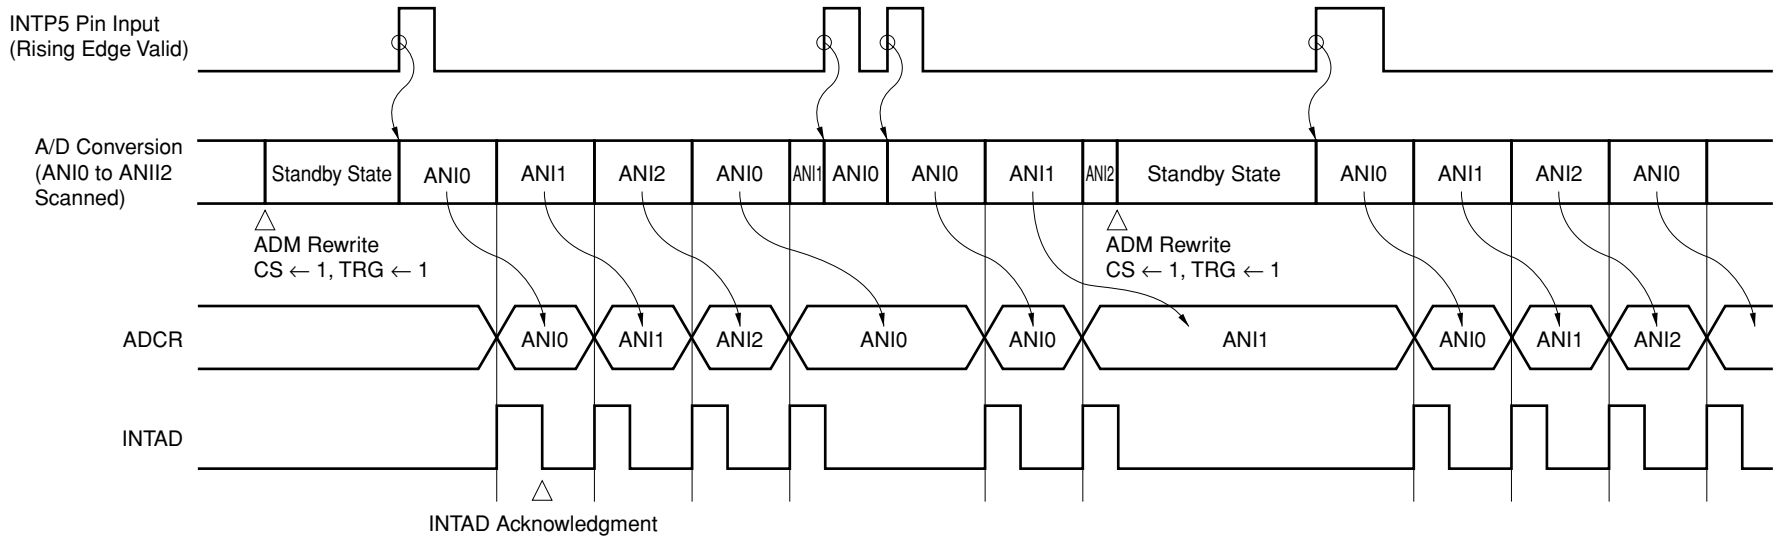 INTP5 Pin Input
(Rising Edge Valid)
A/D Conversion
(ANI0 to ANII2
Scanned)
Standby State ANI0 ANI1 ANI2 ANI0 ANI1 ANI0 ANI0 ANI1 ANI2 Standby State ANI0 ANI1 ANI2 ANI0
ADM Rewrite
CS ← 1, TRG ← 1
ADM Rewrite
CS ← 1, TRG ← 1
ADCR
ANI0 ANI1 ANI2 ANI0 ANI0 ANI1 ANI0 ANI1 ANI2
INTAD
INTAD Acknowledgment